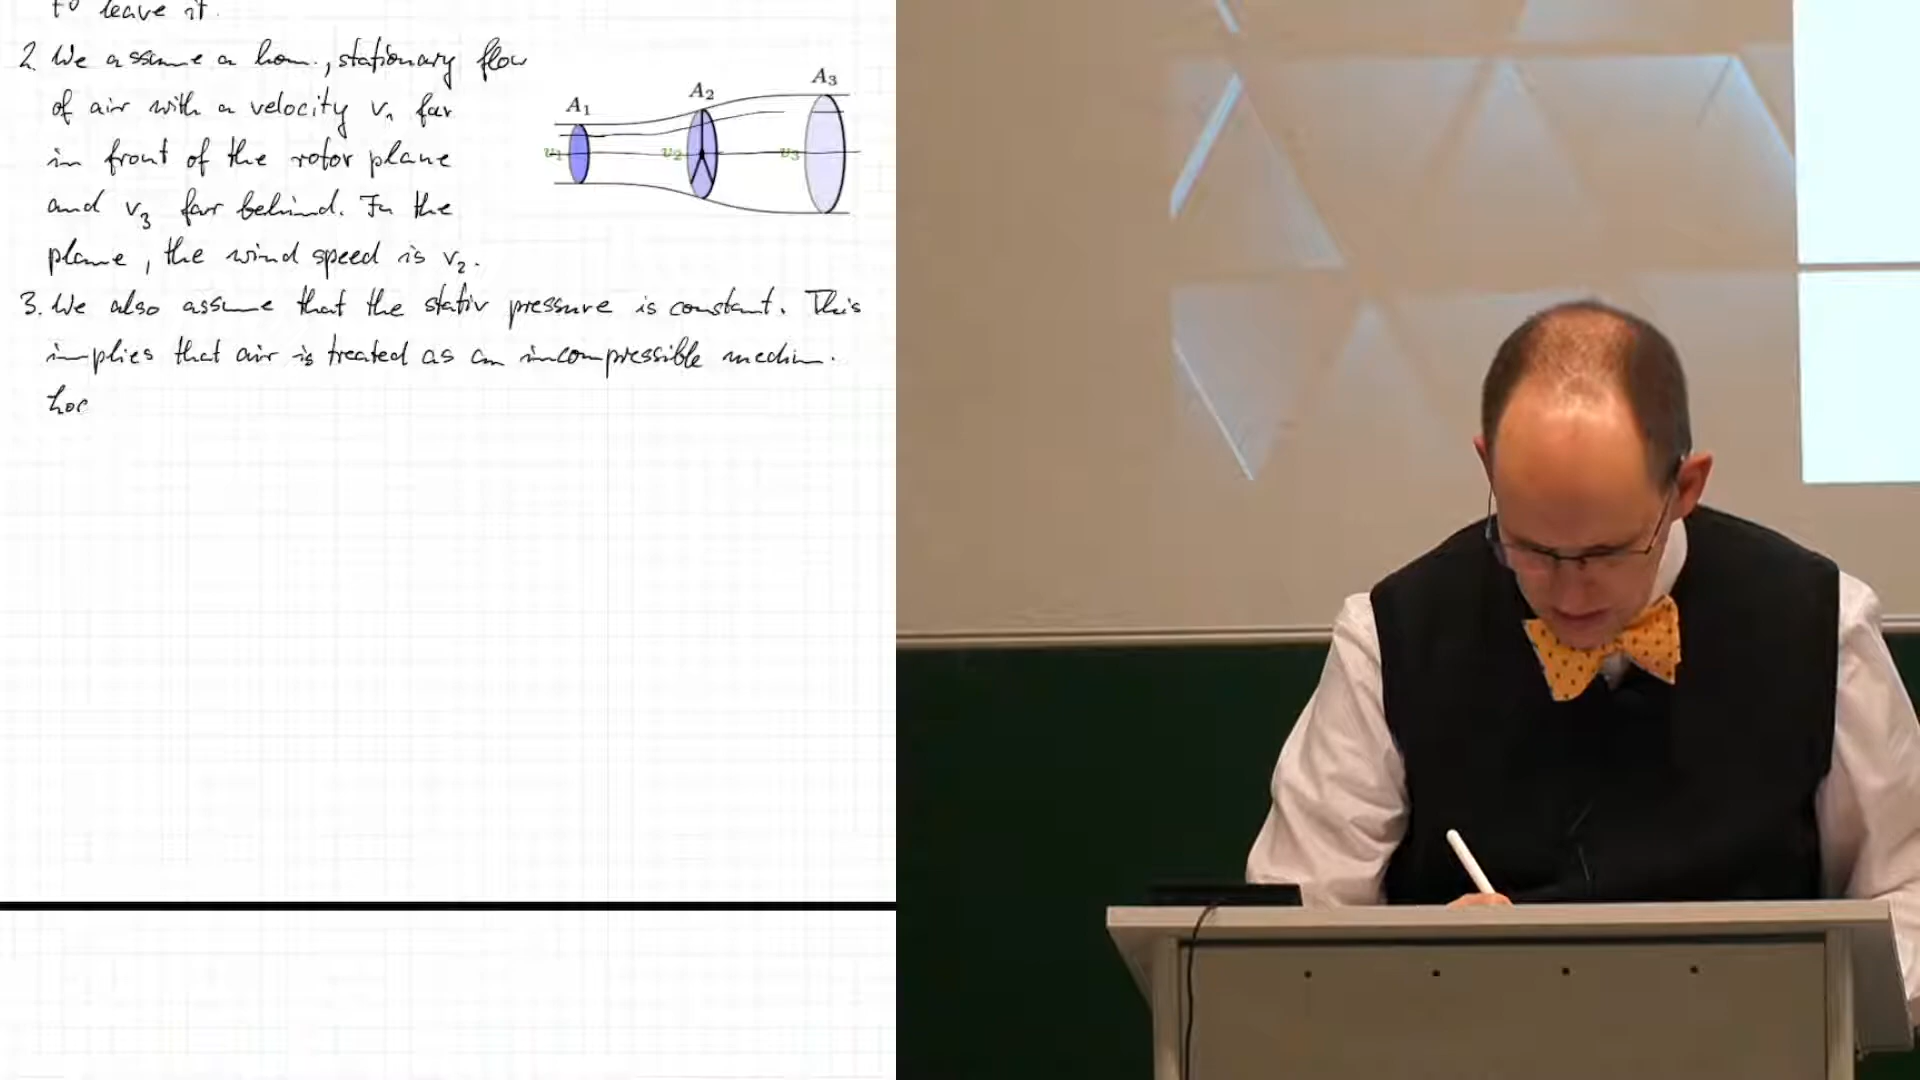 to leave it.
2. We assume a hom., stationary flow
of air with a velocity v₁ far
in front of the rotor plane
and v₃ far behind. In the
plane, the wind speed is v₂.
A₁ A₂ A₃
v₁ v₂ v₃
3. We also assume that the static pressure is constant. This
implies that air is treated as an incompressible medium.